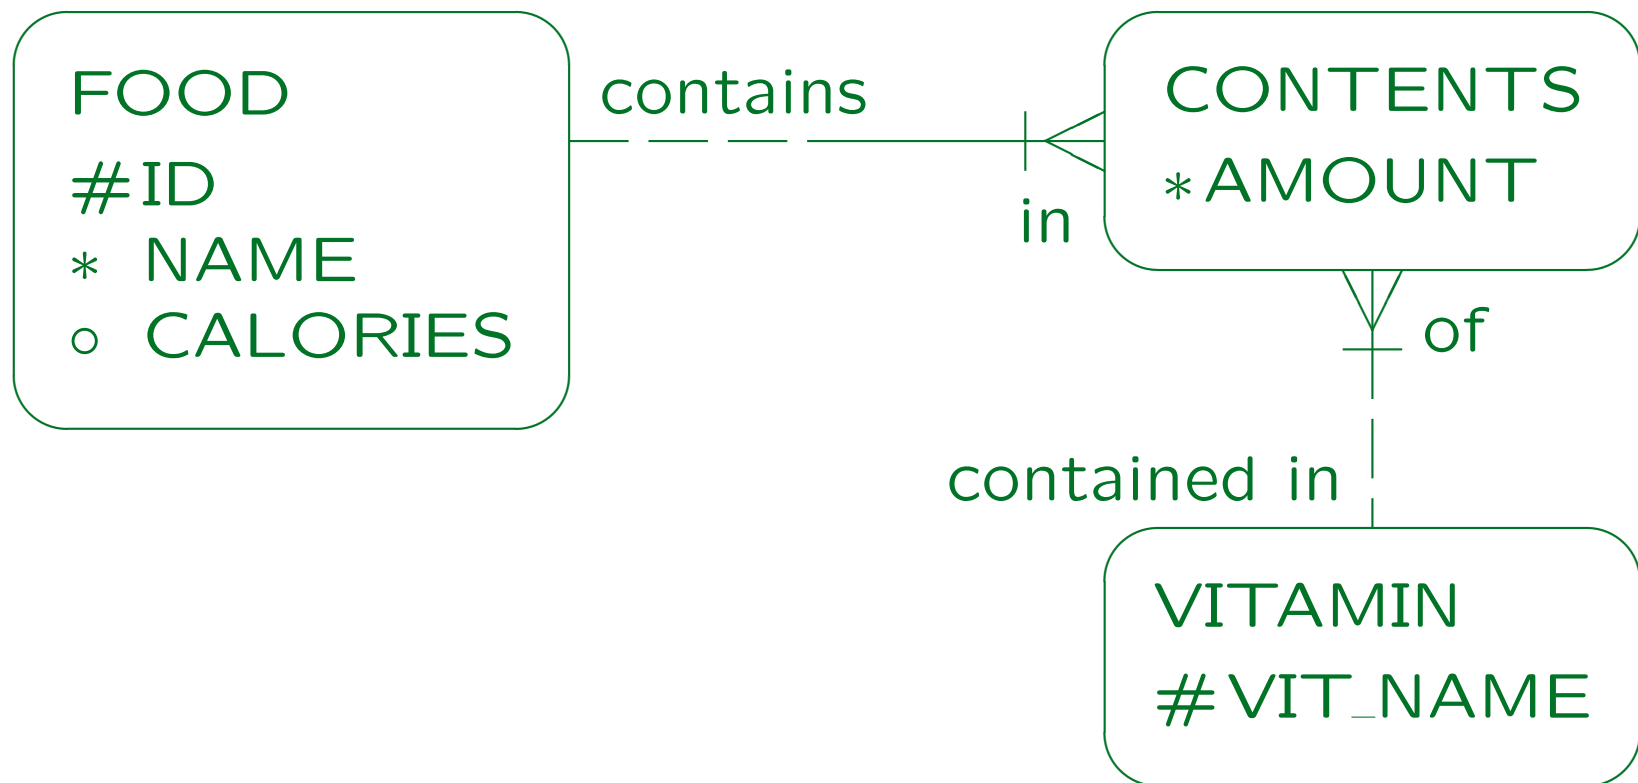 FOOD
#ID
* NAME
○ CALORIES
contains
in
CONTENTS
*AMOUNT
of
contained in
VITAMIN
#VIT_NAME